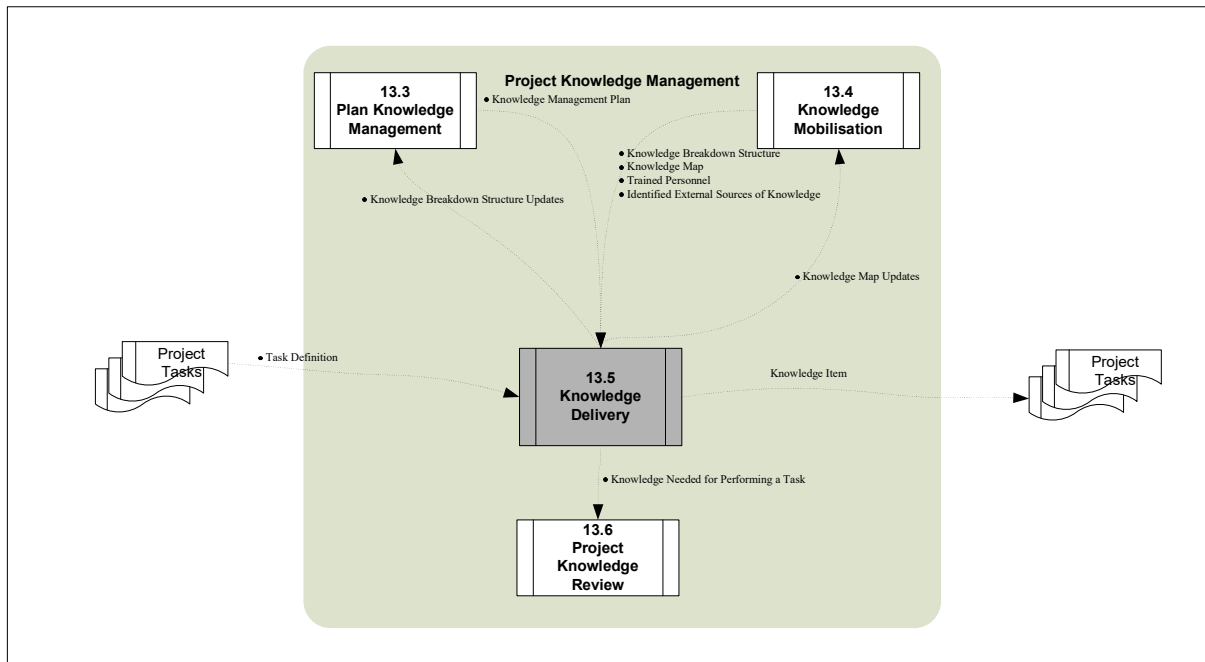 Project Knowledge Management
13.3
Plan Knowledge
Management
• Knowledge Management Plan
13.4
Knowledge
Mobilisation
• Knowledge Breakdown Structure
• Knowledge Map
• Trained Personnel
• Identified External Sources of Knowledge
• Knowledge Breakdown Structure Updates
• Knowledge Map Updates
Project
Tasks
• Task Definition
13.5
Knowledge
Delivery
Knowledge Item
Project
Tasks
• Knowledge Needed for Performing a Task
13.6
Project
Knowledge
Review